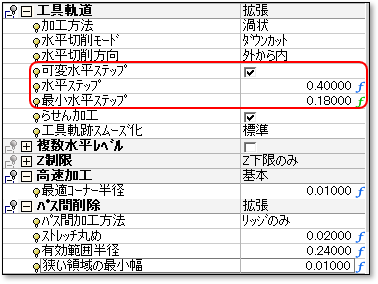 工具軌道 拡張
加工方法 渦状
水平切削モード ダウンカット
水平切削方向 外から内
可変水平ステップ
水平ステップ 0.40000 f
最小水平ステップ 0.18000 f
らせん加工
工具軌跡スムーズ化 標準
複数水平レベル
Z制限 Z下限のみ
高速加工 基本
最適コーナー半径 0.01000 f
パス間削除 拡張
パス間加工方法 リッジのみ
ストレッチ丸め 0.02000 f
有効範囲半径 0.24000 f
狭い領域の最小幅 0.01000 f